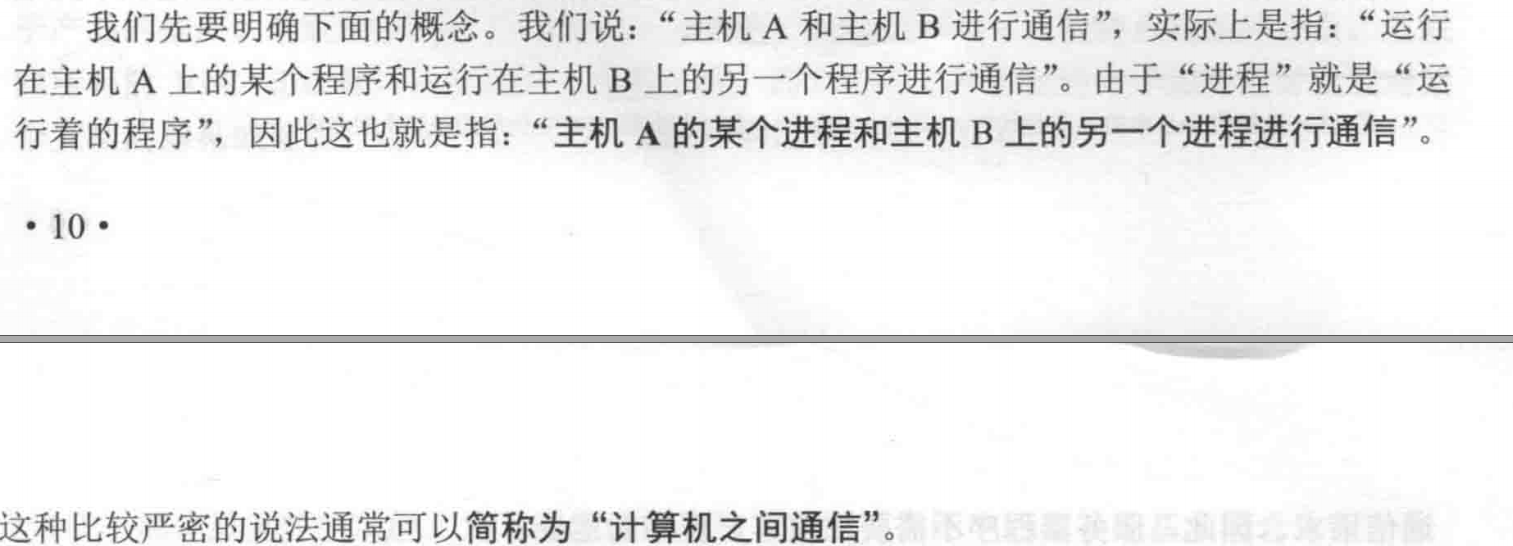 我们先要明确下面的概念。我们说：“主机 A 和主机 B 进行通信”，实际上是指：“运行
在主机 A 上的某个程序和运行在主机 B 上的另一个程序进行通信”。由于“进程”就是“运
行着的程序”，因此这也就是指：“主机 A 的某个进程和主机 B 上的另一个进程进行通信”。
• 10 •
这种比较严密的说法通常可以简称为“计算机之间通信”。